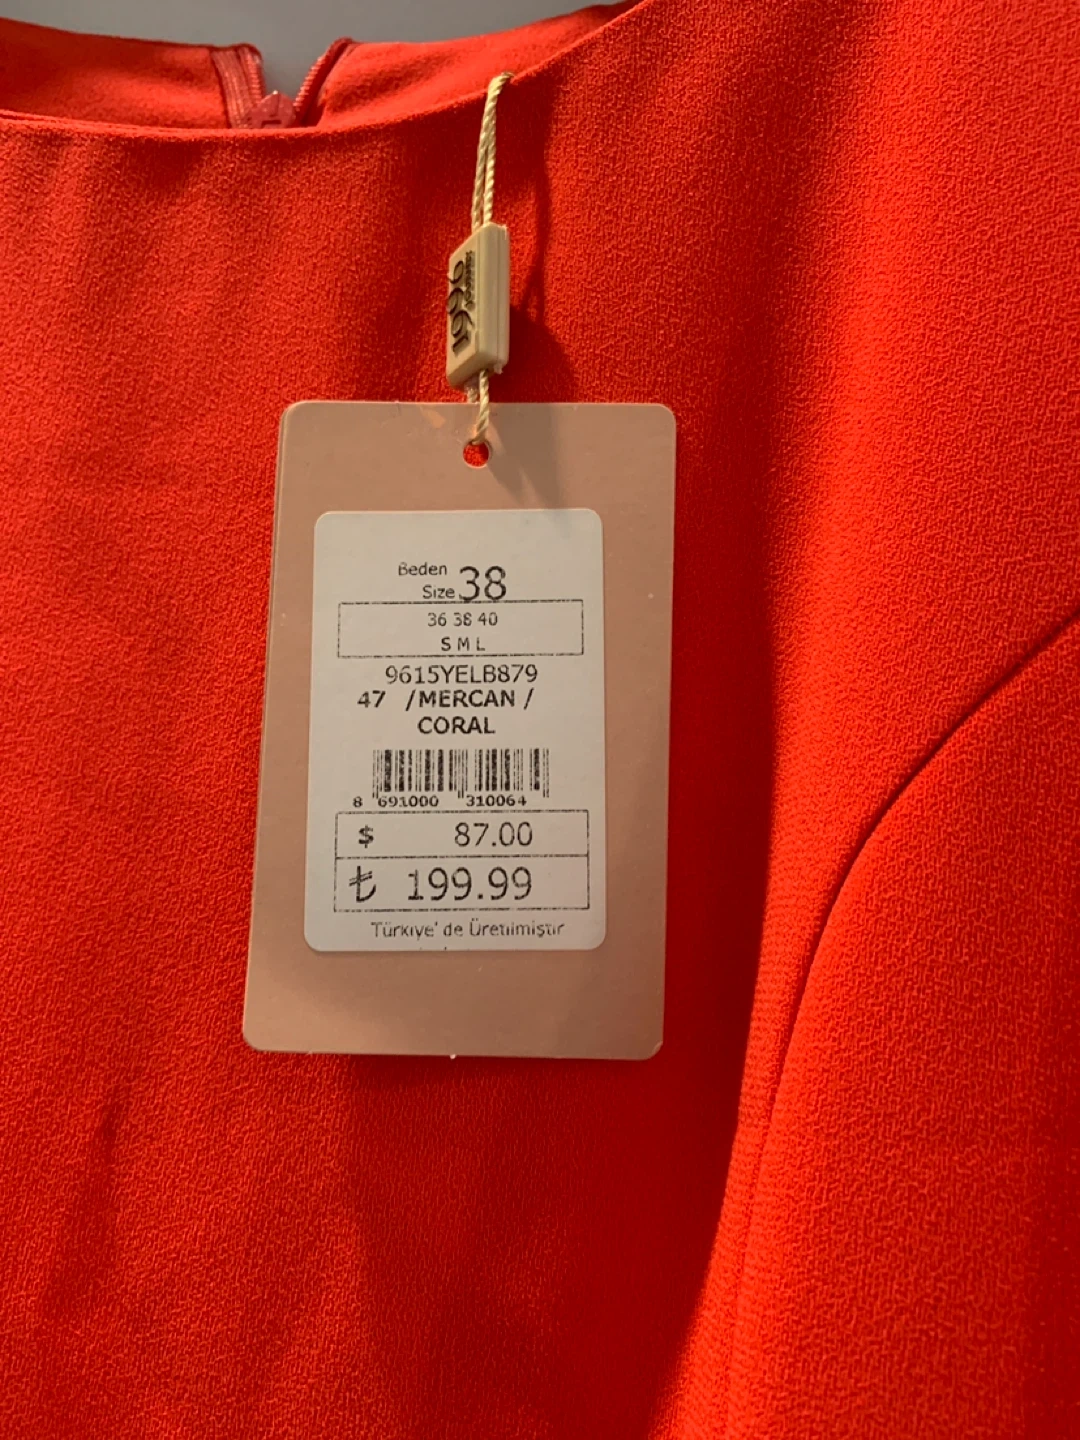 1996
Beden
Size 38
36 38 40
S M L
9615YELB879
47 /MERCAN /
CORAL
8 691000 310064
$ 87.00
₺ 199.99
Türkiye' de Üretilmiştir